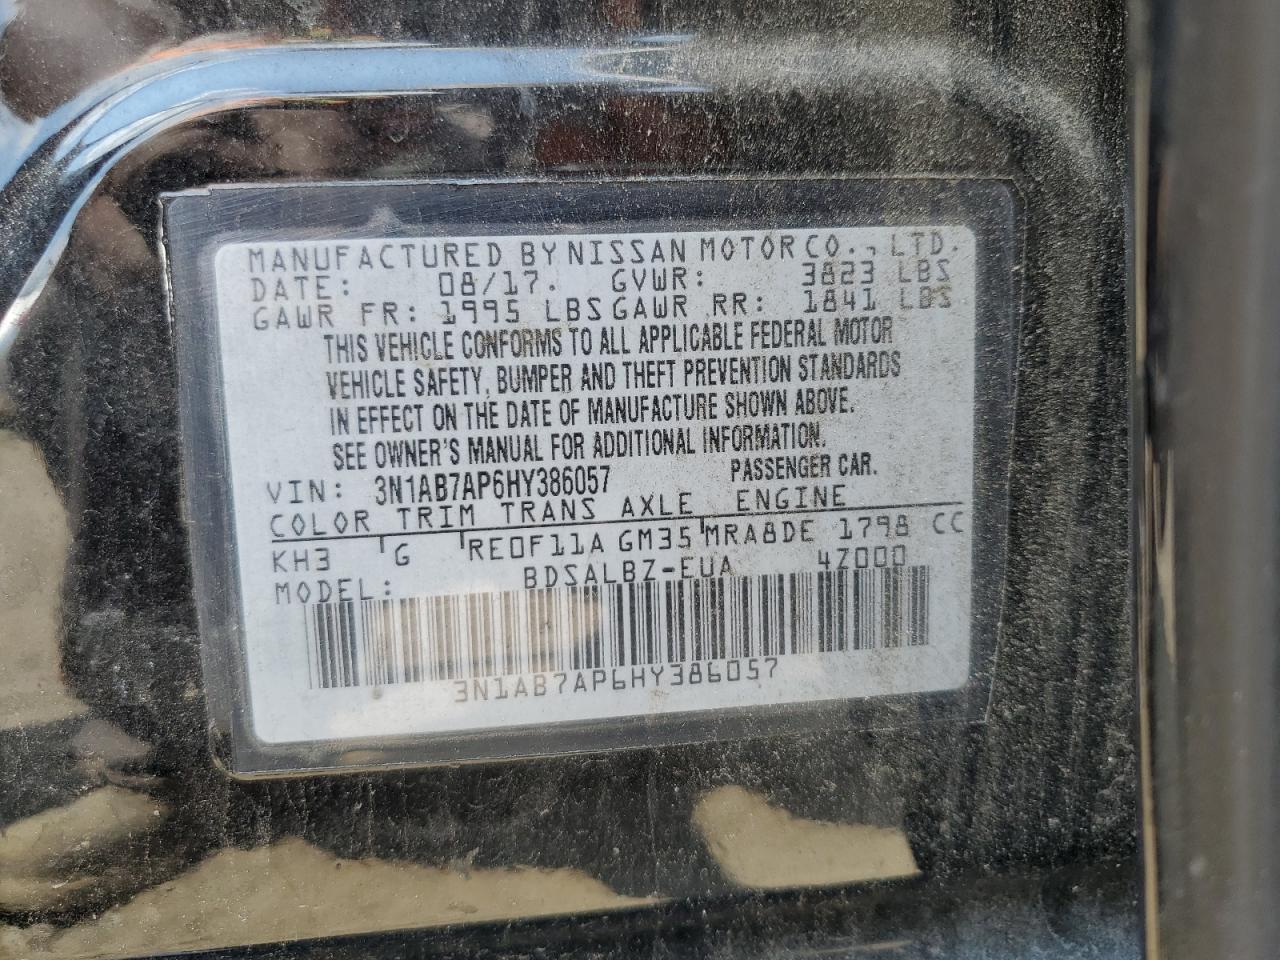 MANUFACTURED BY NISSAN MOTOR CO., LTD.
DATE: 08/17. GVWR: 3823 LBS
GAWR FR: 1995 LBS GAWR RR: 1841 LBS
THIS VEHICLE CONFORMS TO ALL APPLICABLE FEDERAL MOTOR
VEHICLE SAFETY, BUMPER AND THEFT PREVENTION STANDARDS
IN EFFECT ON THE DATE OF MANUFACTURE SHOWN ABOVE.
SEE OWNER'S MANUAL FOR ADDITIONAL INFORMATION.
VIN: 3N1AB7AP6HY386057 PASSENGER CAR.
COLOR TRIM TRANS AXLE ENGINE
KH3 G RE0F11A GM35 MRA8DE 1798 CC
MODEL: BDSALBZ-EUA 4Z000
3N1AB7AP6HY386057